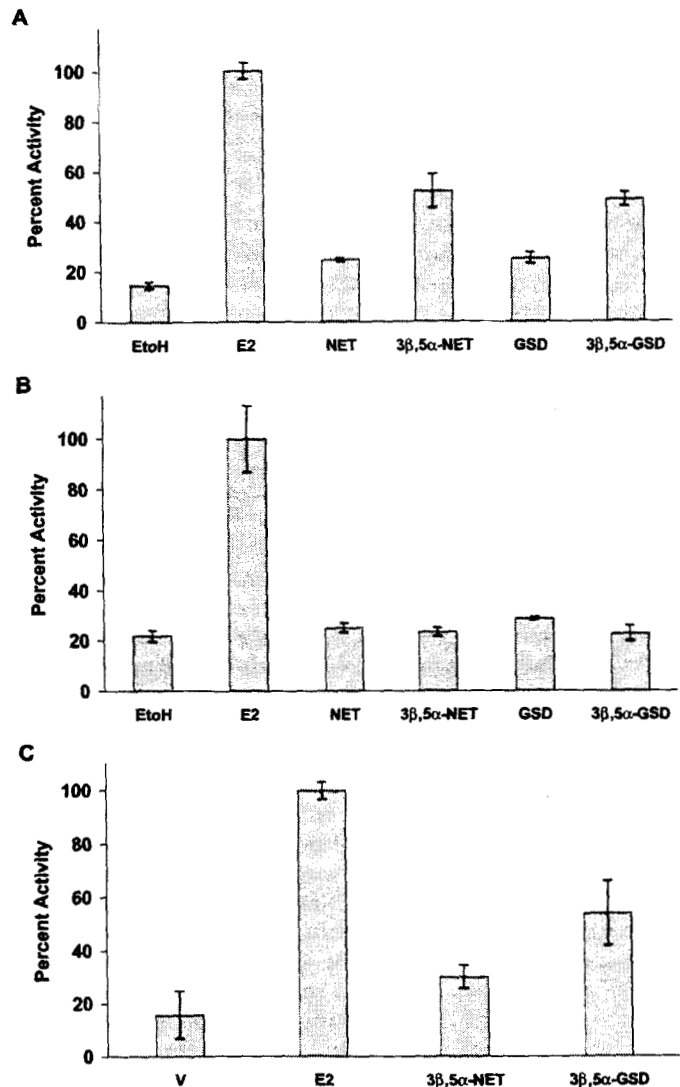 A
Percent Activity
100
80
60
40
20
0
EtoH E2 NET 3β,5α-NET GSD 3β,5α-GSD
B
Percent Activity
100
80
60
40
20
0
EtoH E2 NET 3β,5α-NET GSD 3β,5α-GSD
C
Percent Activity
100
80
60
40
20
0
V E2 3β,5α-NET 3β,5α-GSD